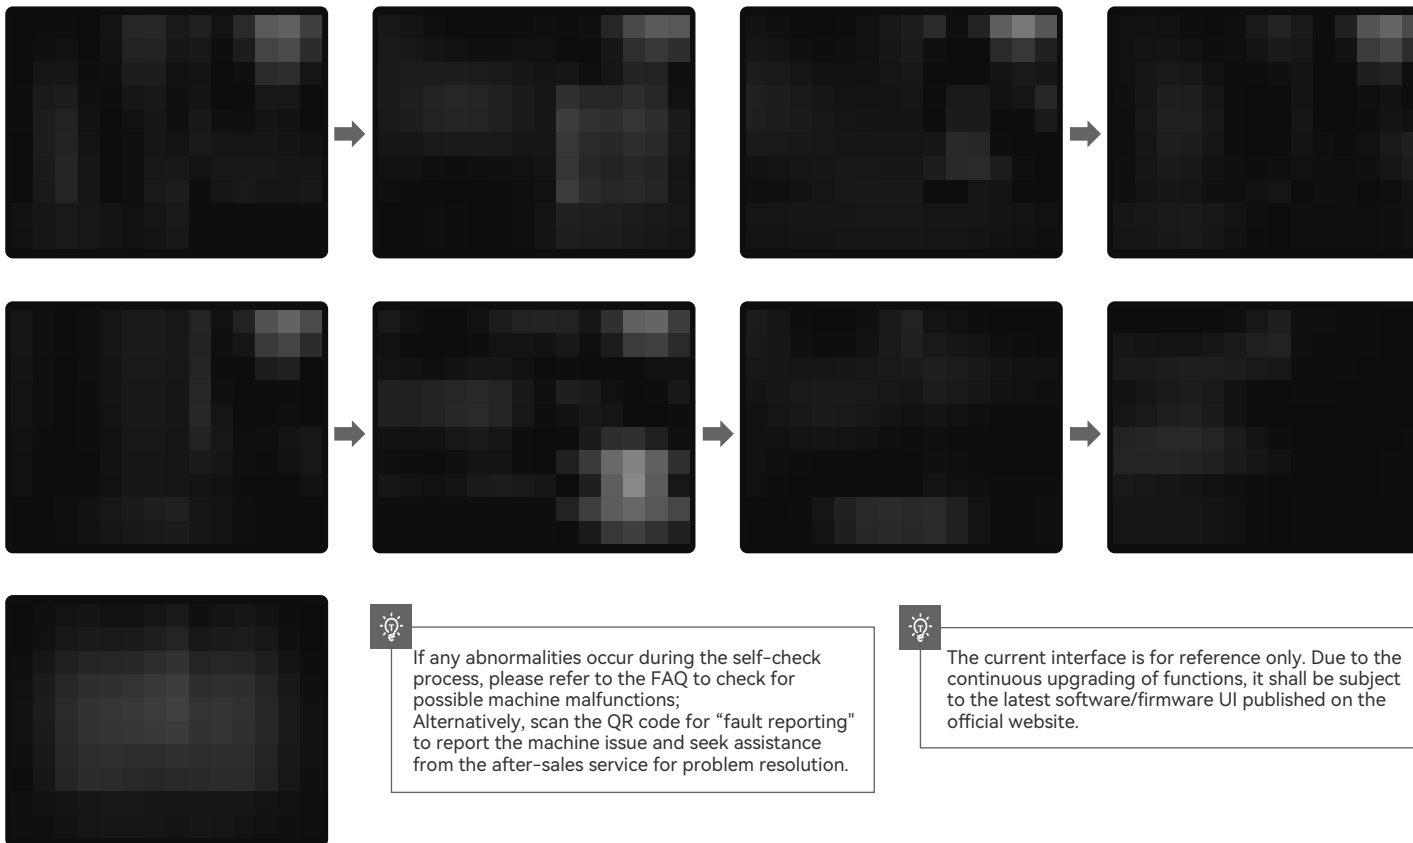 If any abnormalities occur during the self-check
process, please refer to the FAQ to check for
possible machine malfunctions;
Alternatively, scan the QR code for “fault reporting"
to report the machine issue and seek assistance
from the after-sales service for problem resolution.
The current interface is for reference only. Due to the
continuous upgrading of functions, it shall be subject
to the latest software/firmware UI published on the
official website.